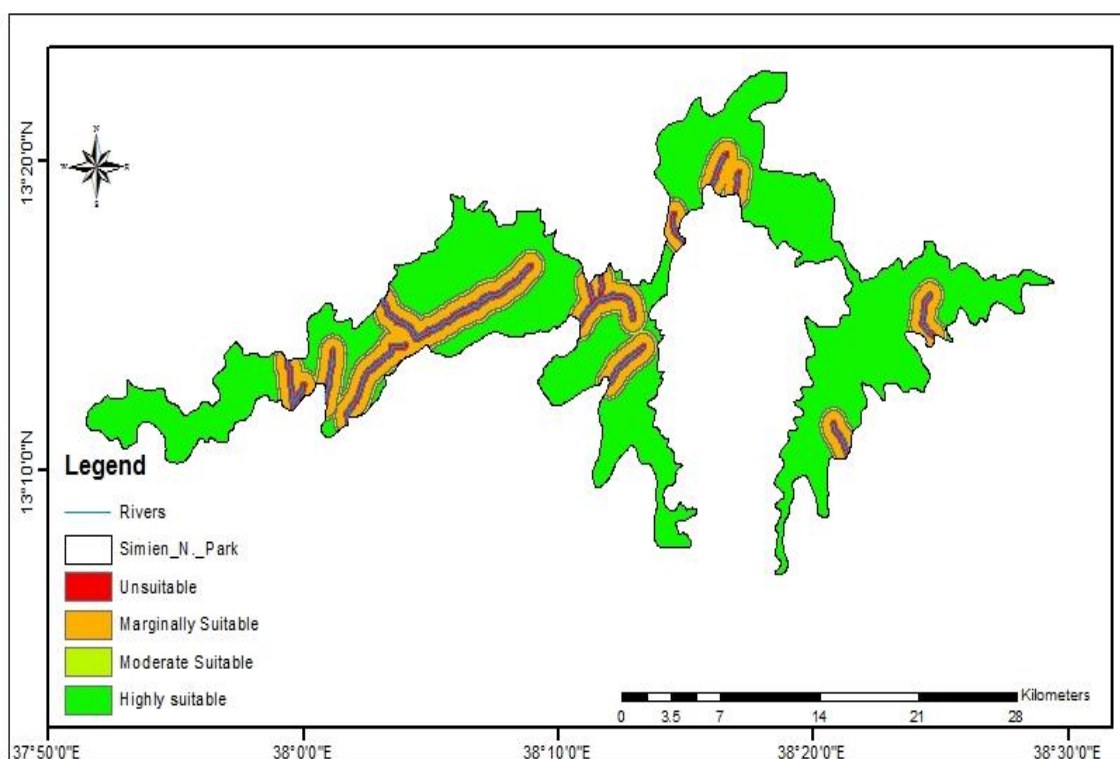 N
W
E
S
13°20'0"N
13°10'0"N
Legend
Rivers
Simien_N._Park
Unsuitable
Marginally Suitable
Moderate Suitable
Highly suitable
Kilometers
0 3.5 7 14 21 28
37°50'0"E 38°0'0"E 38°10'0"E 38°20'0"E 38°30'0"E